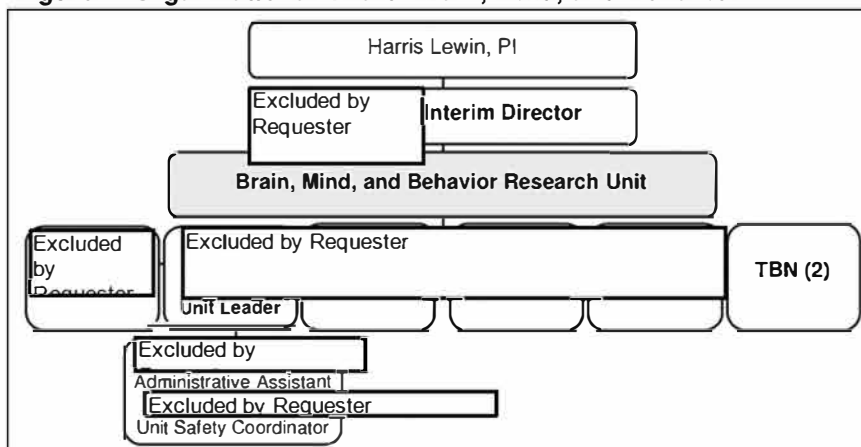 Harris Lewin, PI
Excluded by
Requester
Interim Director
Brain, Mind, and Behavior Research Unit
Excluded
by
Requester
Excluded by Requester
TBN (2)
Unit Leader
Excluded by
Administrative Assistant
Excluded by Requester
Unit Safety Coordinator